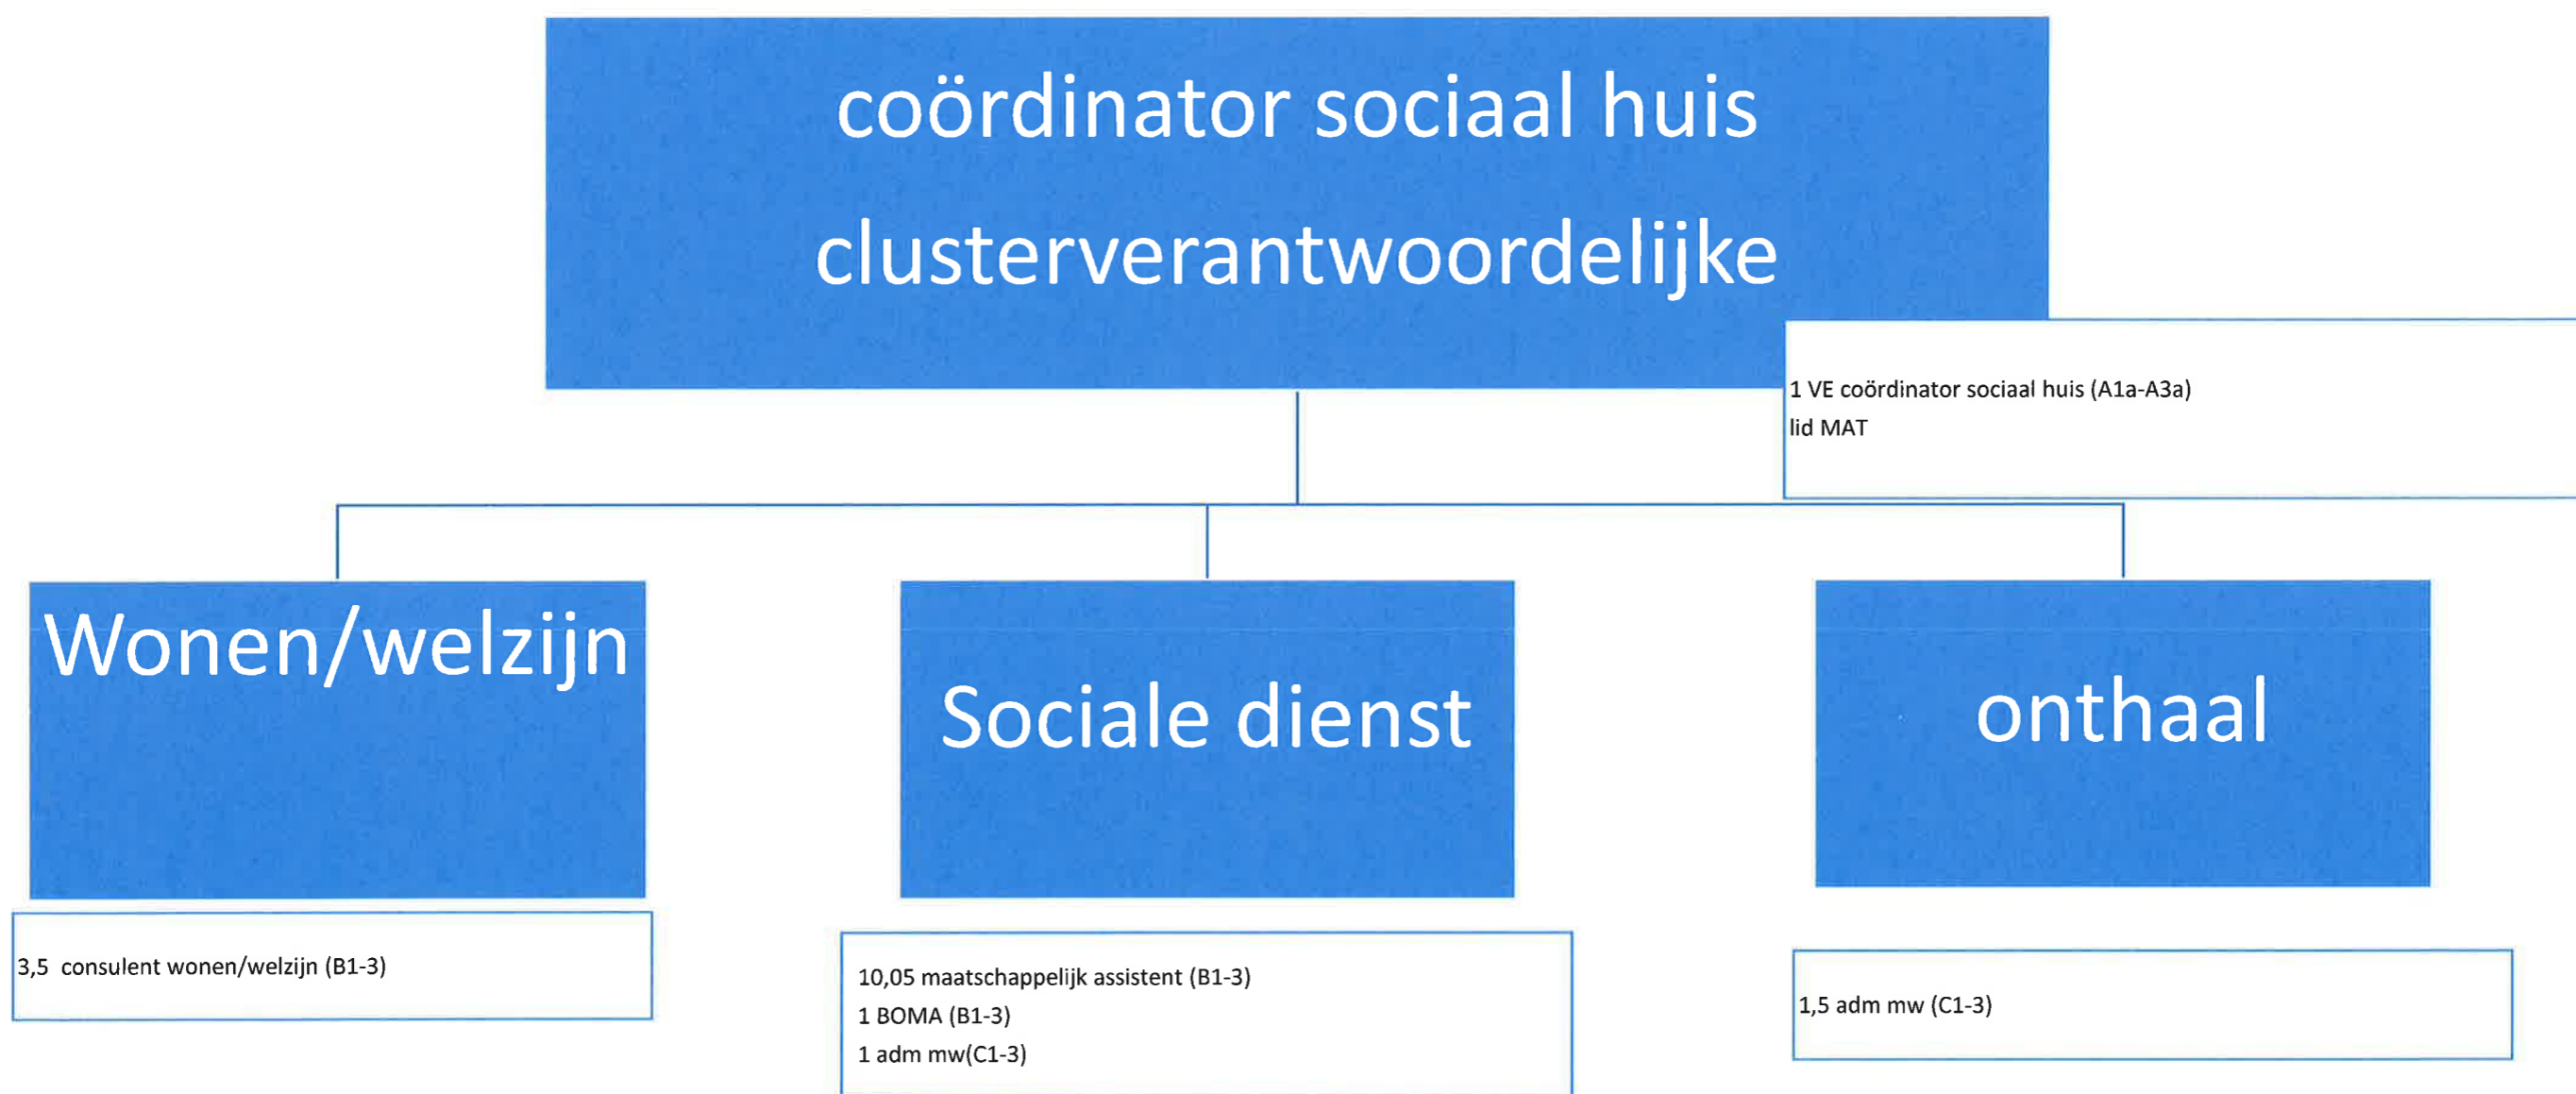 coördinator sociaal huis
clusterverantwoordelijke
1 VE coördinator sociaal huis (A1a-A3a)
lid MAT
Wonen/welzijn
3,5 consulent wonen/welzijn (B1-3)
Sociale dienst
10,05 maatschappelijk assistent (B1-3)
1 BOMA (B1-3)
1 adm mw(C1-3)
onthaal
1,5 adm mw (C1-3)